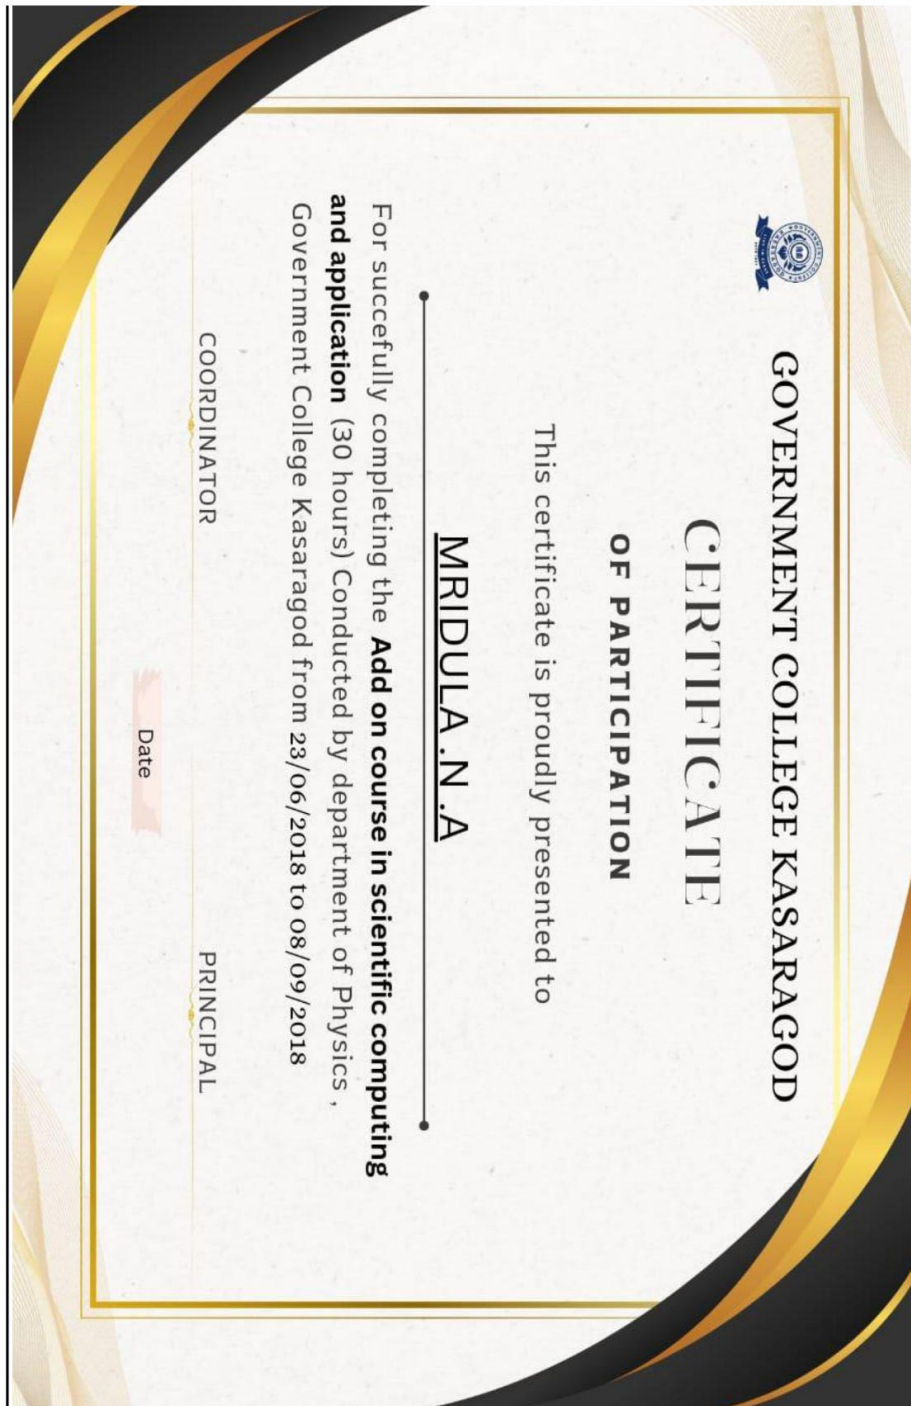 GOVERNMENT COLLEGE KASARAGOD
CERTIFICATE
OF PARTICIPATION
This certificate is proudly presented to
MRIDULA .N .A
For succefully completing the Add on course in scientific computing
and application (30 hours) Conducted by department of Physics ,
Government College Kasaragod from 23/06/2018 to 08/09/2018
COORDINATOR
PRINCIPAL
Date